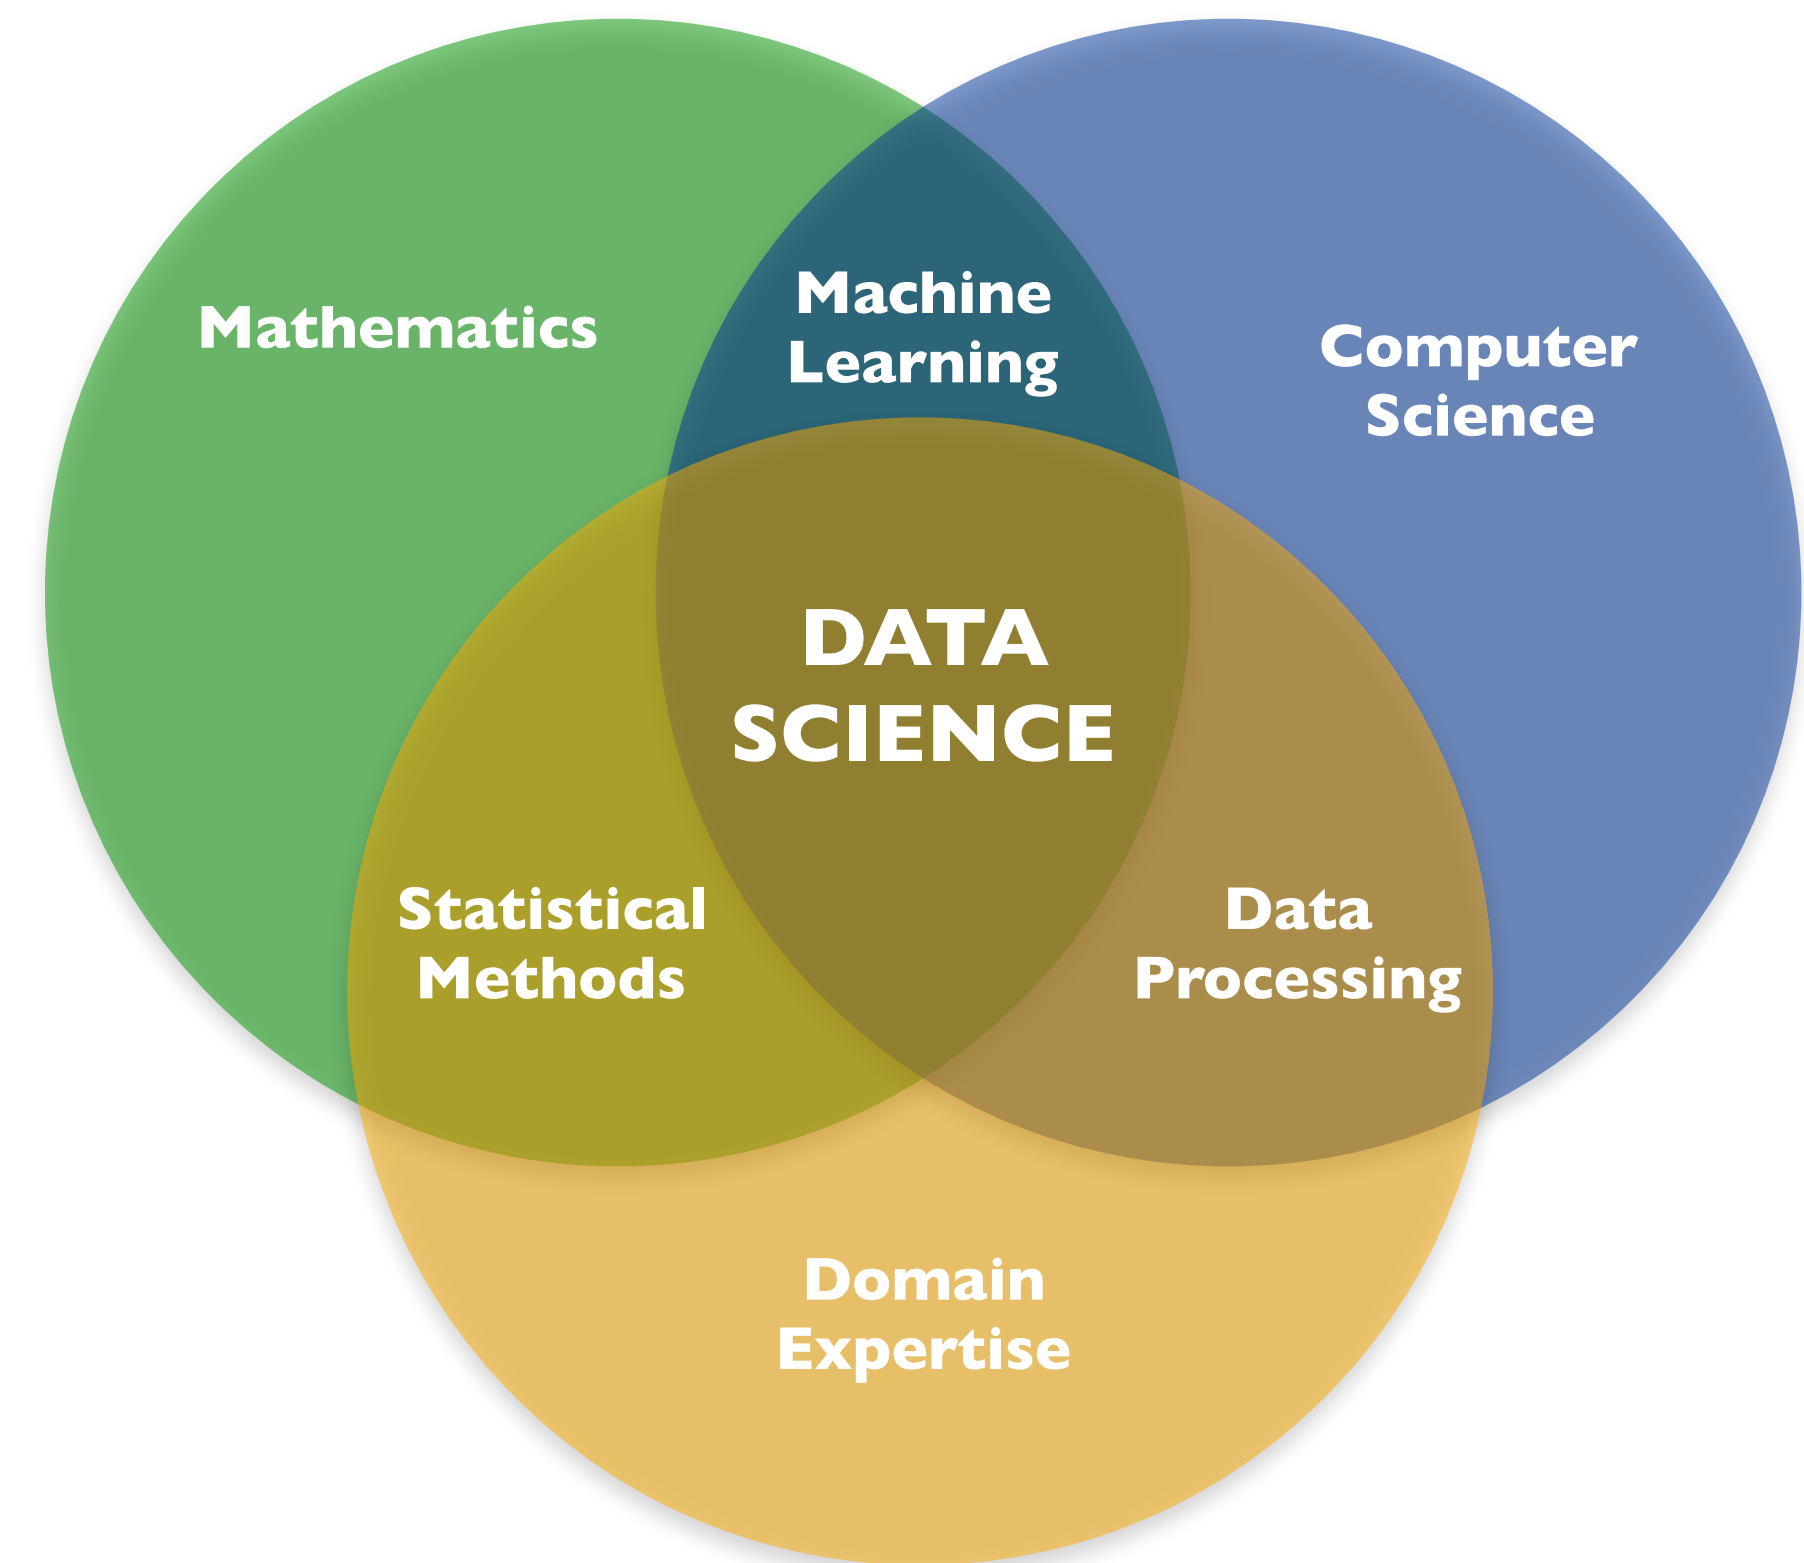 Mathematics
Machine
Learning
Computer
Science
DATA
SCIENCE
Statistical
Methods
Data
Processing
Domain
Expertise